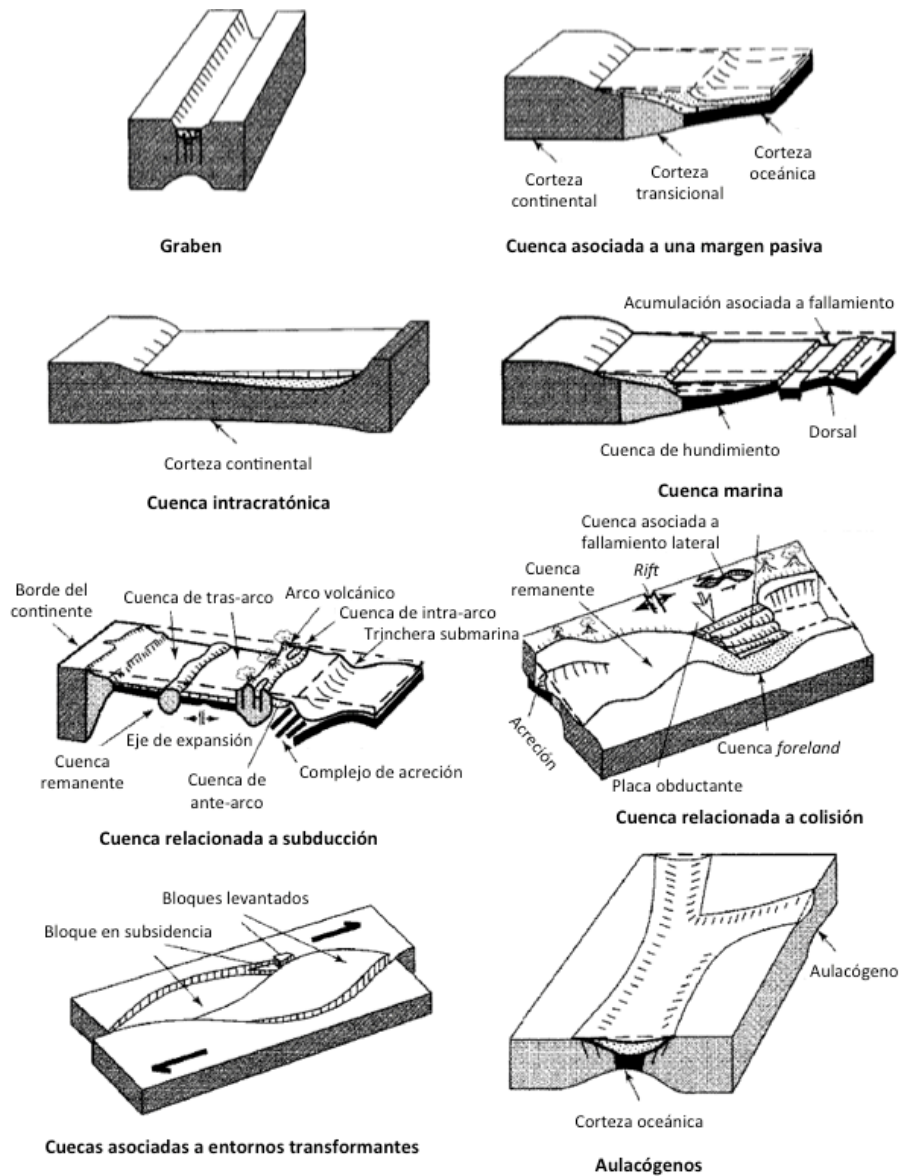 Graben
Corteza
continental
Corteza
transicional
Corteza
oceánica
Cuenca asociada a una margen pasiva
Corteza continental
Cuenca intracratónica
Acumulación asociada a fallamiento
Cuenca de hundimiento
Dorsal
Cuenca marina
Borde del
continente
Cuenca de tras-arco
Arco volcánico
Cuenca de intra-arco
Trinchera submarina
Cuenca
remanente
Eje de expansión
Cuenca de
ante-arco
Complejo de acreción
Cuenca relacionada a subducción
Cuenca asociada a
fallamiento lateral
Cuenca
remanente
Rift
Acreción
Cuenca foreland
Placa obductante
Cuenca relacionada a colisión
Bloques levantados
Bloque en subsidencia
Cuecas asociadas a entornos transformantes
Aulacógeno
Corteza oceánica
Aulacógenos